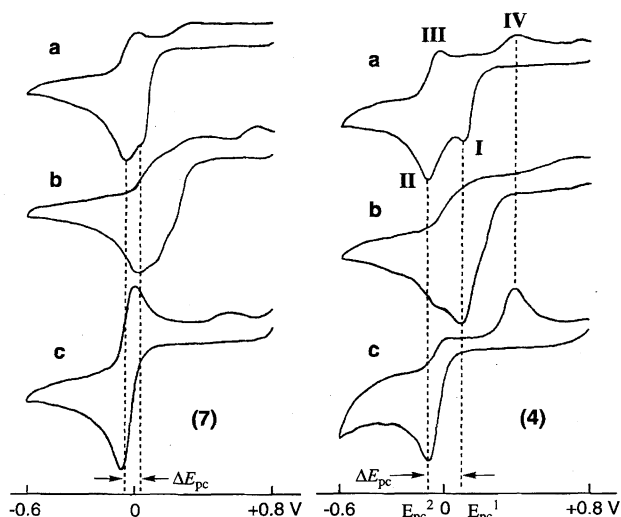 a
b
c
(7)
ΔEpc
-0.6 0 +0.8 V
III IV
a
I
II
b
c
(4)
ΔEpc
-0.6 Epc² 0 Epc¹ +0.8 V